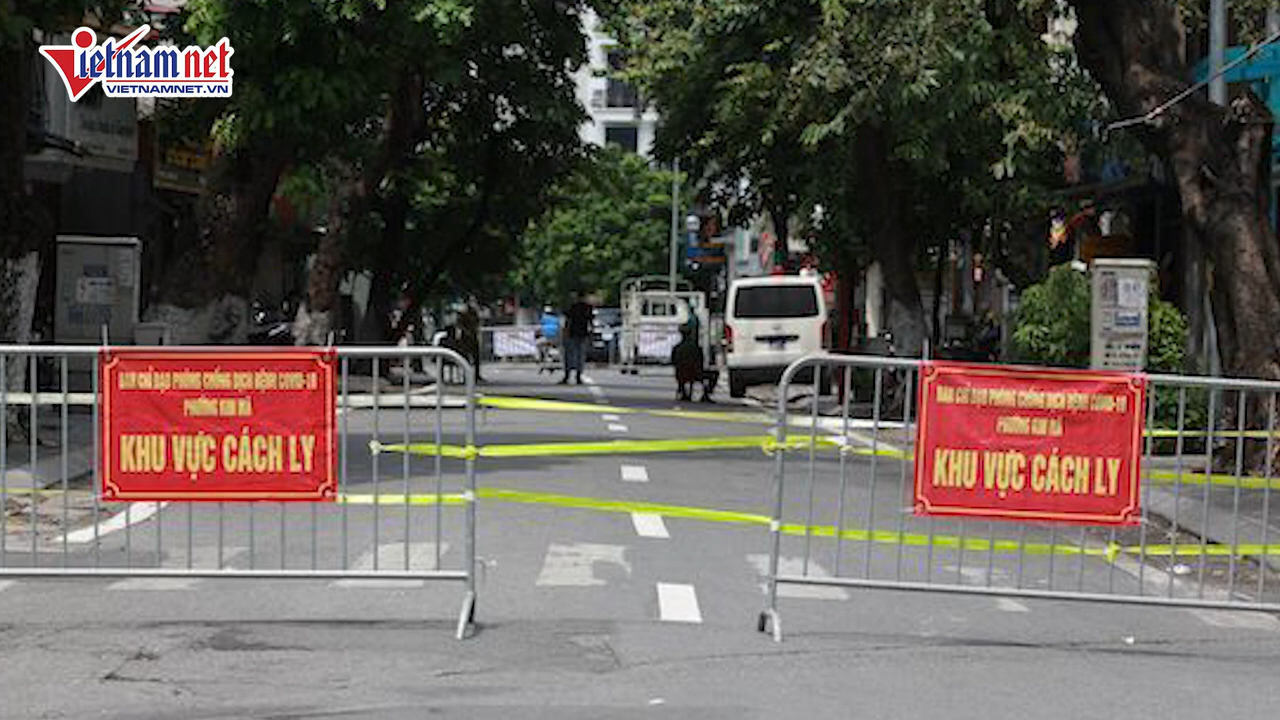 Vietnamnet
VIETNAMNET.VN
BAN CHỈ ĐẠO PHÒNG CHỐNG DỊCH BỆNH COVID-19
PHƯỜNG KIM MÃ
KHU VỰC CÁCH LY
BAN CHỈ ĐẠO PHÒNG CHỐNG DỊCH BỆNH COVID-19
PHƯỜNG KIM MÃ
KHU VỰC CÁCH LY